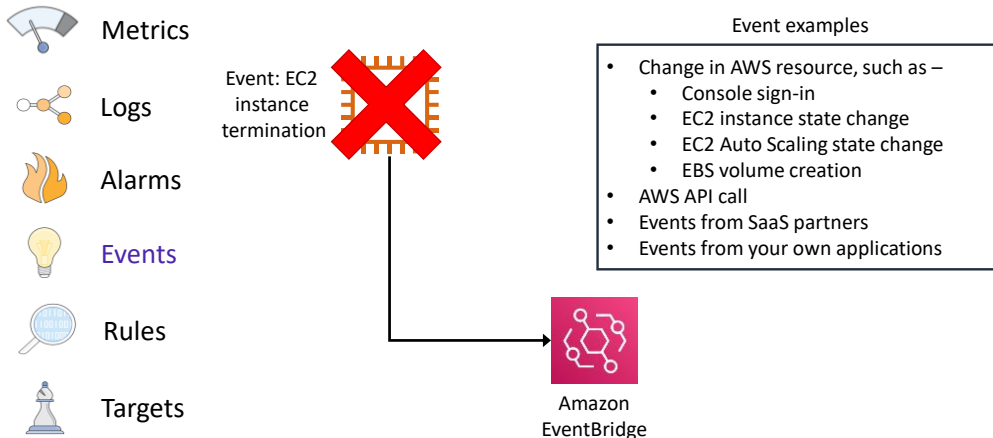 Metrics
Logs
Alarms
Events
Rules
Targets
Event: EC2
instance
termination
Amazon
EventBridge
Event examples
• Change in AWS resource, such as –
• Console sign-in
• EC2 instance state change
• EC2 Auto Scaling state change
• EBS volume creation
• AWS API call
• Events from SaaS partners
• Events from your own applications